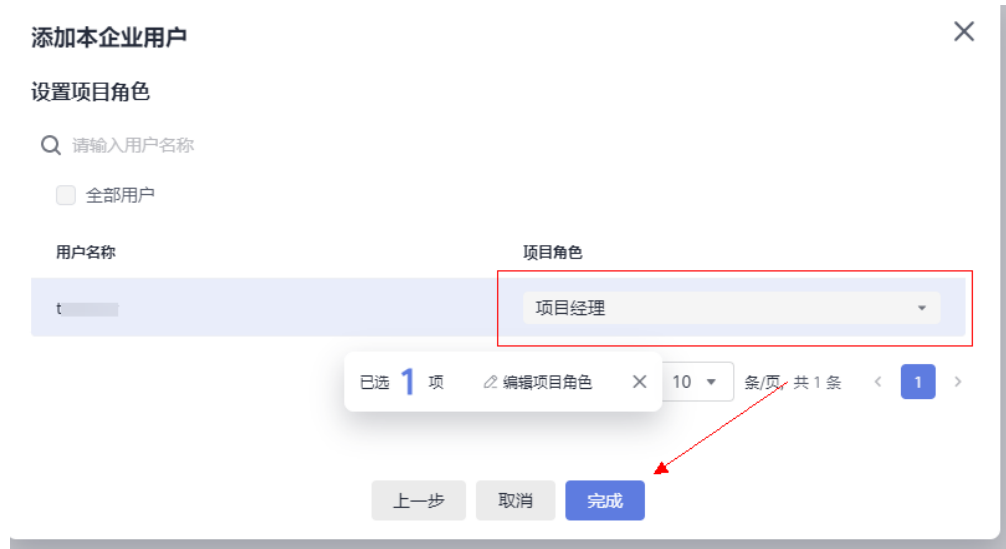 添加本企业用户
设置项目角色
请输入用户名称
全部用户
用户名称 项目角色
t 项目经理
已选 1 项 编辑项目角色 10 条/页, 共 1 条 1
上一步 取消 完成